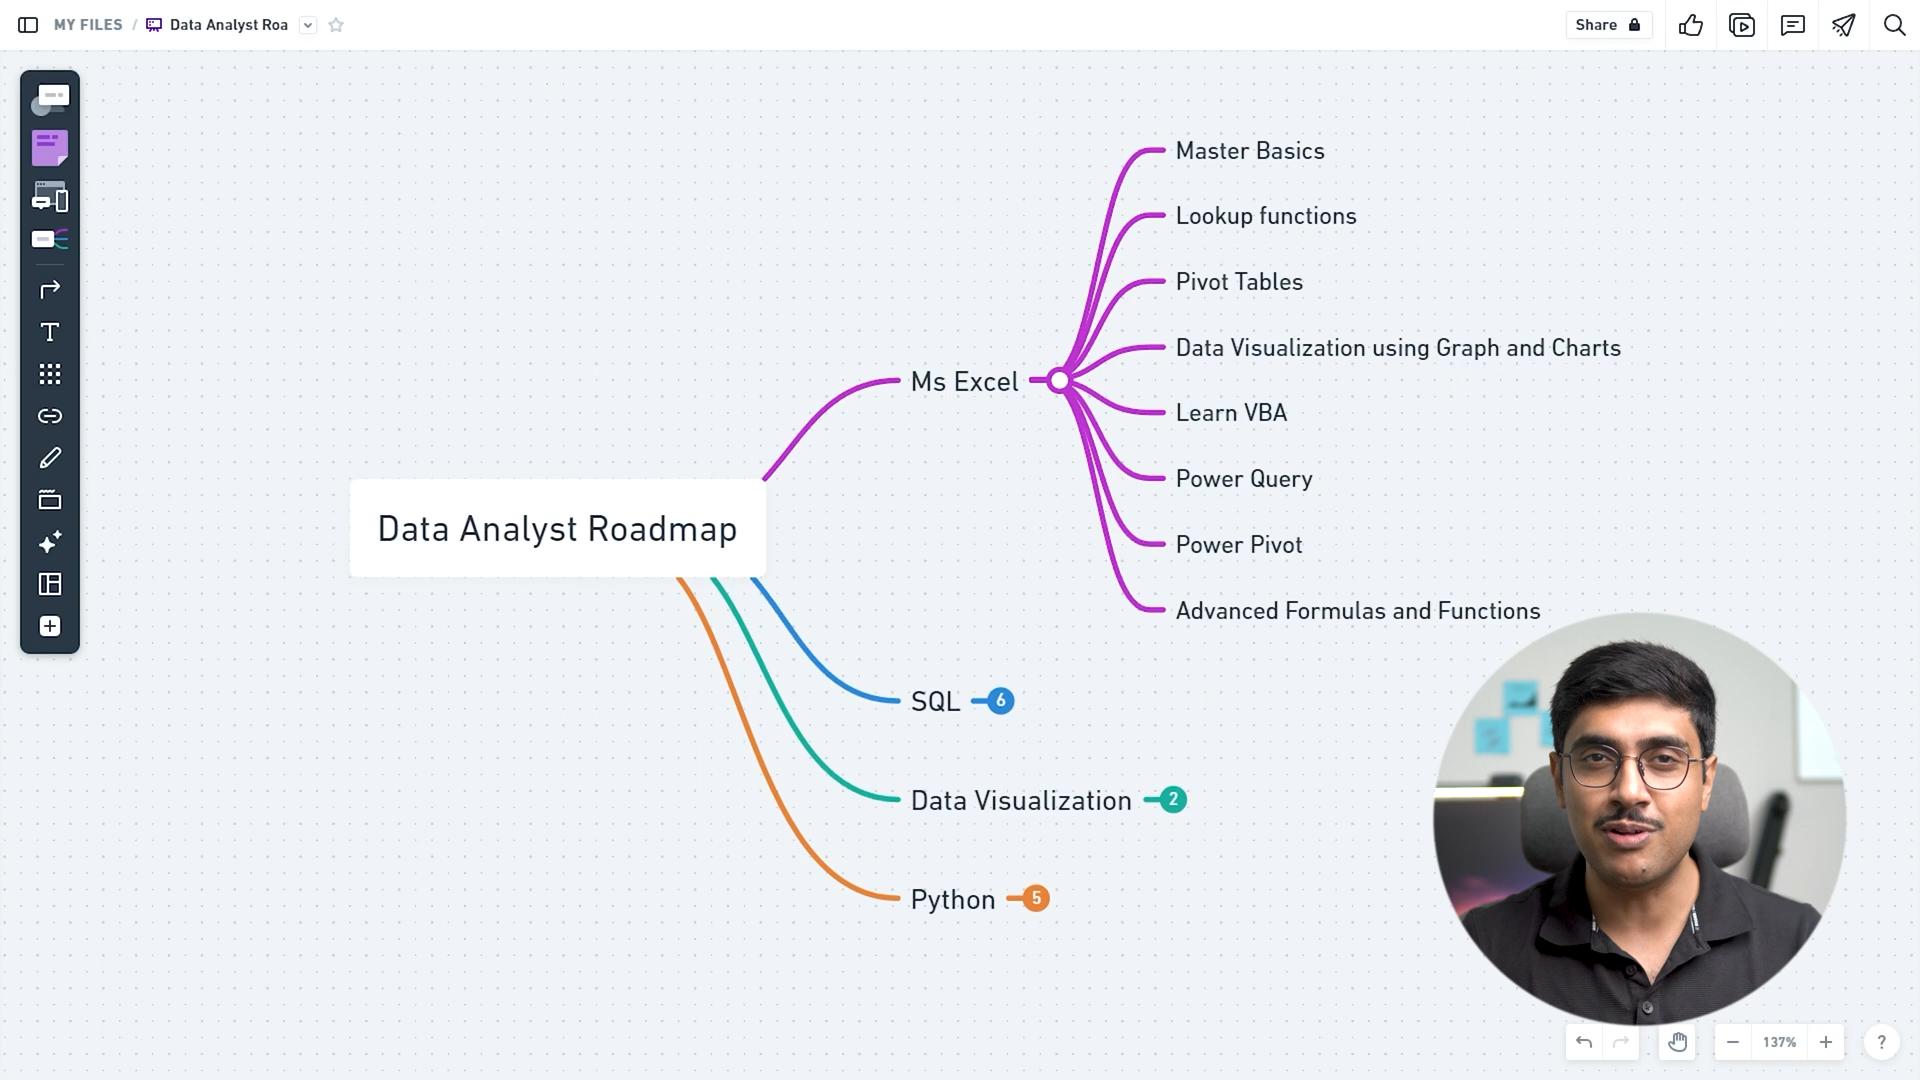 MY FILES / Data Analyst Roa
Share
Master Basics
Lookup functions
Pivot Tables
Data Visualization using Graph and Charts
Ms Excel
Learn VBA
Power Query
Data Analyst Roadmap
Power Pivot
Advanced Formulas and Functions
SQL 6
Data Visualization 2
Python 5
137%
?